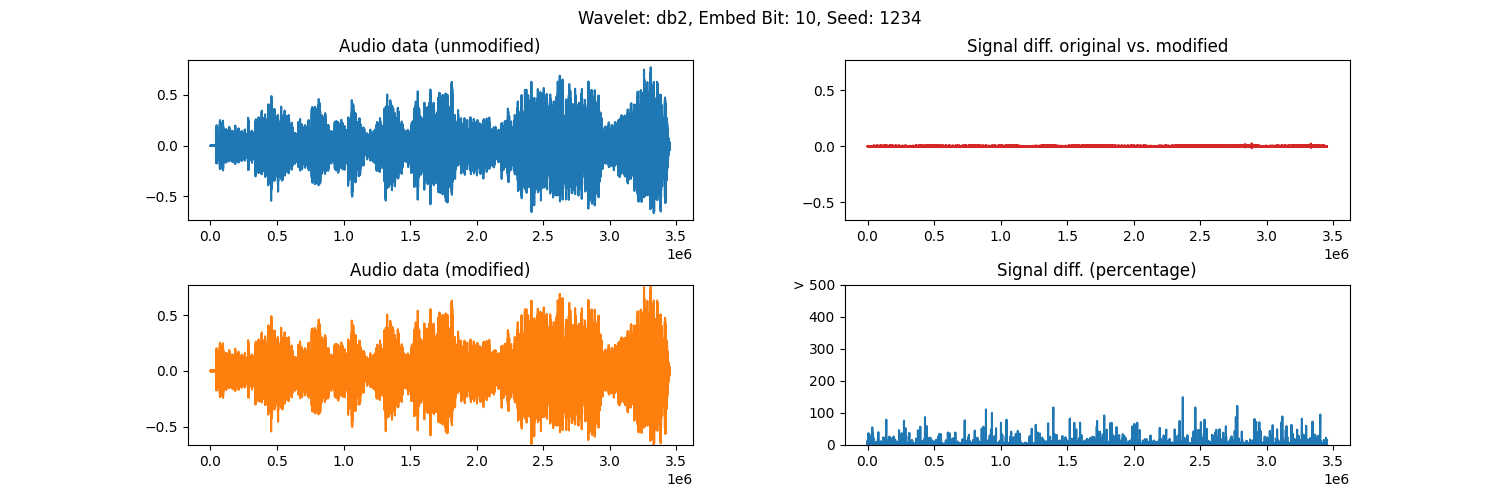 Wavelet: db2, Embed Bit: 10, Seed: 1234
Audio data (unmodified)
0.5
0.0
−0.5
0.0 0.5 1.0 1.5 2.0 2.5 3.0 3.5
1e6
Signal diff. original vs. modified
0.5
0.0
−0.5
0.0 0.5 1.0 1.5 2.0 2.5 3.0 3.5
1e6
Audio data (modified)
0.5
0.0
−0.5
0.0 0.5 1.0 1.5 2.0 2.5 3.0 3.5
1e6
Signal diff. (percentage)
> 500
400
300
200
100
0
0.0 0.5 1.0 1.5 2.0 2.5 3.0 3.5
1e6